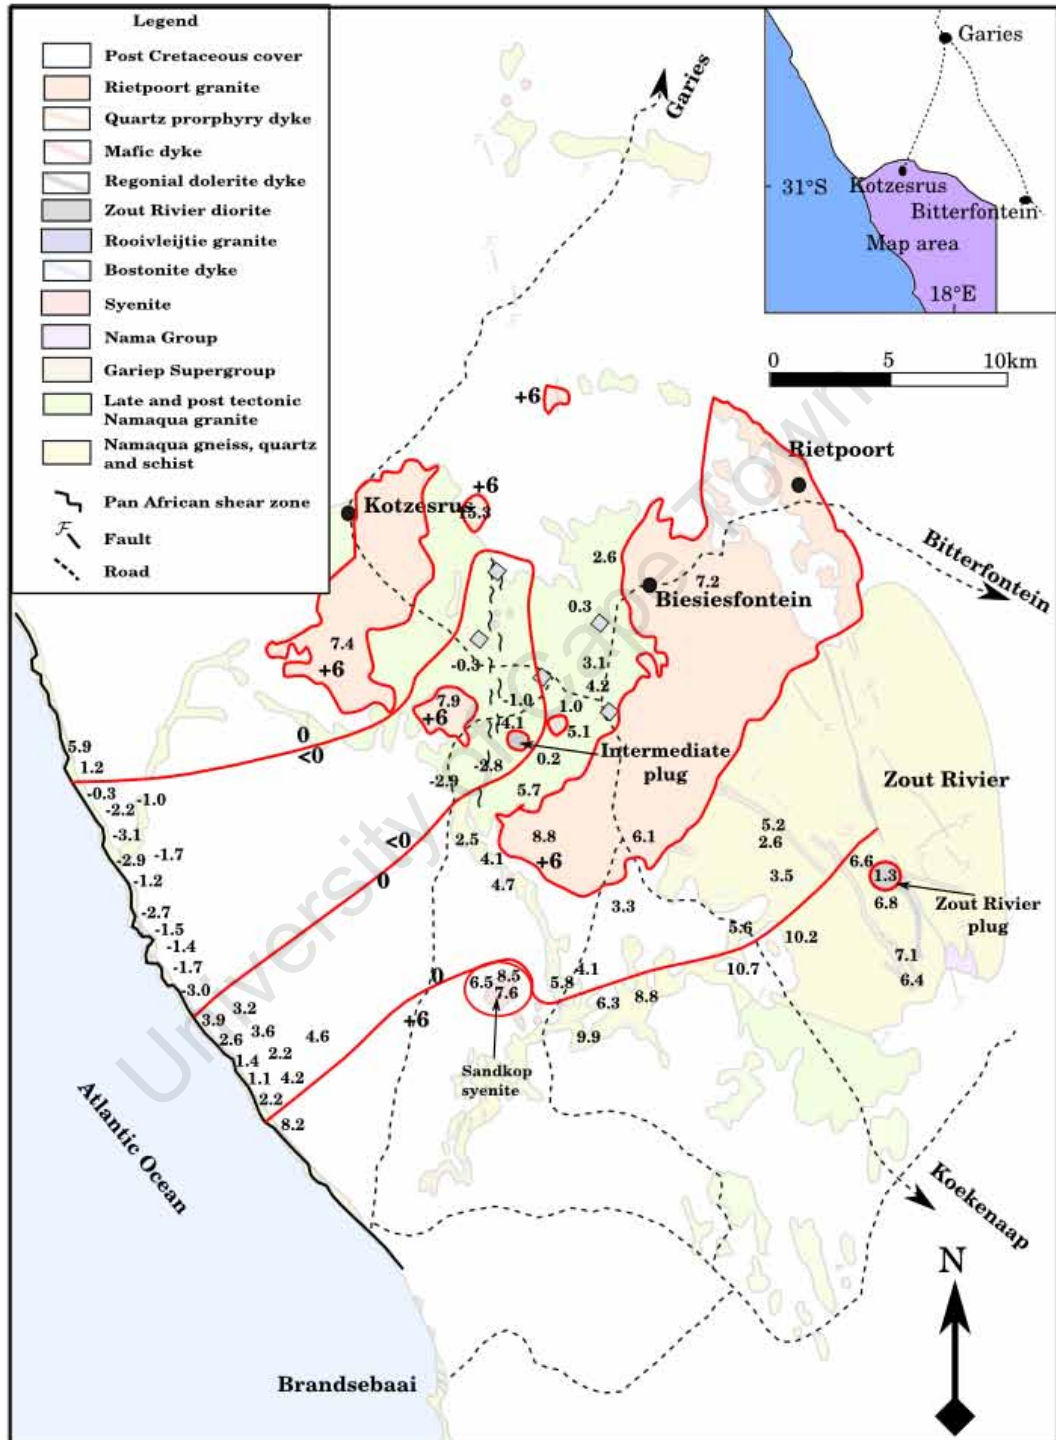 Legend
Post Cretaceous cover
Rietpoort granite
Quartz prorphyry dyke
Mafic dyke
Regonial dolerite dyke
Zout Rivier diorite
Rooivleijtie granite
Bostonite dyke
Syenite
Nama Group
Gariep Supergroup
Late and post tectonic
Namaqua granite
Namaqua gneiss, quartz
and schist
Pan African shear zone
F Fault
Road
Garies
Garies
31°S
Kotzesrus
Bitterfontein
Map area
18°E
0 5 10km
+6
Rietpoort
+6
Kotzesrus
15.3
Bitterfontein
2.6
7.2
Biesiesfontein
0.3
7.4
+6
-0.3
3.1
4.2
7.9
+6
-1.0
1.0
4.1
5.1
Intermediate
plug
0
<0
5.9
1.2
-0.3
-1.0
-2.2
-3.1
-2.9
-1.7
-1.2
-2.7
-1.5
-1.4
-1.7
-3.0
0.2
-2.8
-2.9
5.7
Zout Rivier
<0
0
2.5
4.1
4.7
8.8
+6
6.1
5.2
2.6
3.5
6.6
1.3
6.8
Zout Rivier
plug
3.3
5.6
10.2
10.7
7.1
6.4
0
+6
6.5
8.5
7.6
5.8
-4.1
6.3
8.8
9.9
3.9
3.2
2.6
3.6
4.6
1.4
2.2
1.1
4.2
2.2
8.2
Sandkop
syenite
Atlantic Ocean
Koekenaap
N
Brandsebaai
University of Cape Town